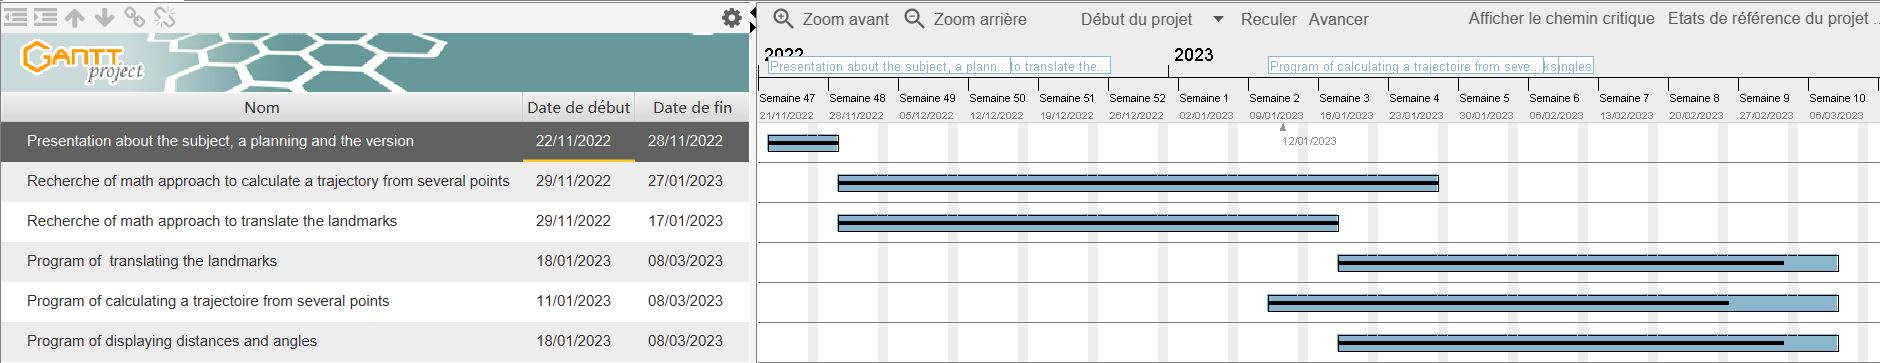 Zoom avant Zoom arrière Début du projet Reculer Avancer Afficher le chemin critique Etats de référence du projet ...
GANTT
project
2022 2023
Presentation about the subject, a plann... to translate the... Program of calculating a trajectoire from seve... ks ingles
Nom Date de début Date de fin
Semaine 47 Semaine 48 Semaine 49 Semaine 50 Semaine 51 Semaine 52 Semaine 1 Semaine 2 Semaine 3 Semaine 4 Semaine 5 Semaine 6 Semaine 7 Semaine 8 Semaine 9 Semaine 10
21/11/2022 28/11/2022 05/12/2022 12/12/2022 19/12/2022 26/12/2022 02/01/2023 09/01/2023 16/01/2023 23/01/2023 30/01/2023 06/02/2023 13/02/2023 20/02/2023 27/02/2023 06/03/2023
12/01/2023
Presentation about the subject, a planning and the version 22/11/2022 28/11/2022
Recherche of math approach to calculate a trajectory from several points 29/11/2022 27/01/2023
Recherche of math approach to translate the landmarks 29/11/2022 17/01/2023
Program of translating the landmarks 18/01/2023 08/03/2023
Program of calculating a trajectoire from several points 11/01/2023 08/03/2023
Program of displaying distances and angles 18/01/2023 08/03/2023